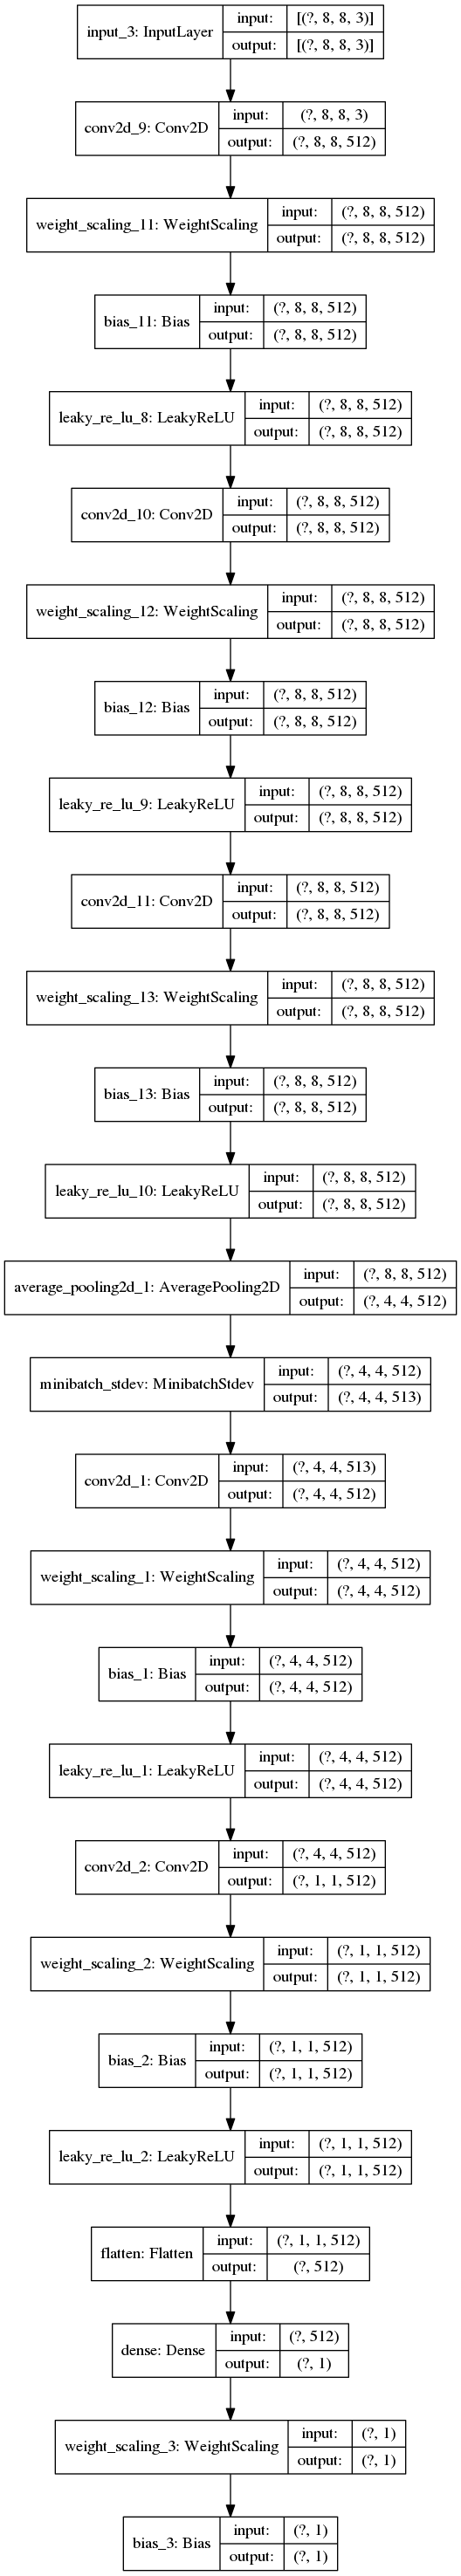 input_3: InputLayer
input: [(?, 8, 8, 3)]
output: [(?, 8, 8, 3)]
conv2d_9: Conv2D
input: (?, 8, 8, 3)
output: (?, 8, 8, 512)
weight_scaling_11: WeightScaling
input: (?, 8, 8, 512)
output: (?, 8, 8, 512)
bias_11: Bias
input: (?, 8, 8, 512)
output: (?, 8, 8, 512)
leaky_re_lu_8: LeakyReLU
input: (?, 8, 8, 512)
output: (?, 8, 8, 512)
conv2d_10: Conv2D
input: (?, 8, 8, 512)
output: (?, 8, 8, 512)
weight_scaling_12: WeightScaling
input: (?, 8, 8, 512)
output: (?, 8, 8, 512)
bias_12: Bias
input: (?, 8, 8, 512)
output: (?, 8, 8, 512)
leaky_re_lu_9: LeakyReLU
input: (?, 8, 8, 512)
output: (?, 8, 8, 512)
conv2d_11: Conv2D
input: (?, 8, 8, 512)
output: (?, 8, 8, 512)
weight_scaling_13: WeightScaling
input: (?, 8, 8, 512)
output: (?, 8, 8, 512)
bias_13: Bias
input: (?, 8, 8, 512)
output: (?, 8, 8, 512)
leaky_re_lu_10: LeakyReLU
input: (?, 8, 8, 512)
output: (?, 8, 8, 512)
average_pooling2d_1: AveragePooling2D
input: (?, 8, 8, 512)
output: (?, 4, 4, 512)
minibatch_stdev: MinibatchStdev
input: (?, 4, 4, 512)
output: (?, 4, 4, 513)
conv2d_1: Conv2D
input: (?, 4, 4, 513)
output: (?, 4, 4, 512)
weight_scaling_1: WeightScaling
input: (?, 4, 4, 512)
output: (?, 4, 4, 512)
bias_1: Bias
input: (?, 4, 4, 512)
output: (?, 4, 4, 512)
leaky_re_lu_1: LeakyReLU
input: (?, 4, 4, 512)
output: (?, 4, 4, 512)
conv2d_2: Conv2D
input: (?, 4, 4, 512)
output: (?, 1, 1, 512)
weight_scaling_2: WeightScaling
input: (?, 1, 1, 512)
output: (?, 1, 1, 512)
bias_2: Bias
input: (?, 1, 1, 512)
output: (?, 1, 1, 512)
leaky_re_lu_2: LeakyReLU
input: (?, 1, 1, 512)
output: (?, 1, 1, 512)
flatten: Flatten
input: (?, 1, 1, 512)
output: (?, 512)
dense: Dense
input: (?, 512)
output: (?, 1)
weight_scaling_3: WeightScaling
input: (?, 1)
output: (?, 1)
bias_3: Bias
input: (?, 1)
output: (?, 1)